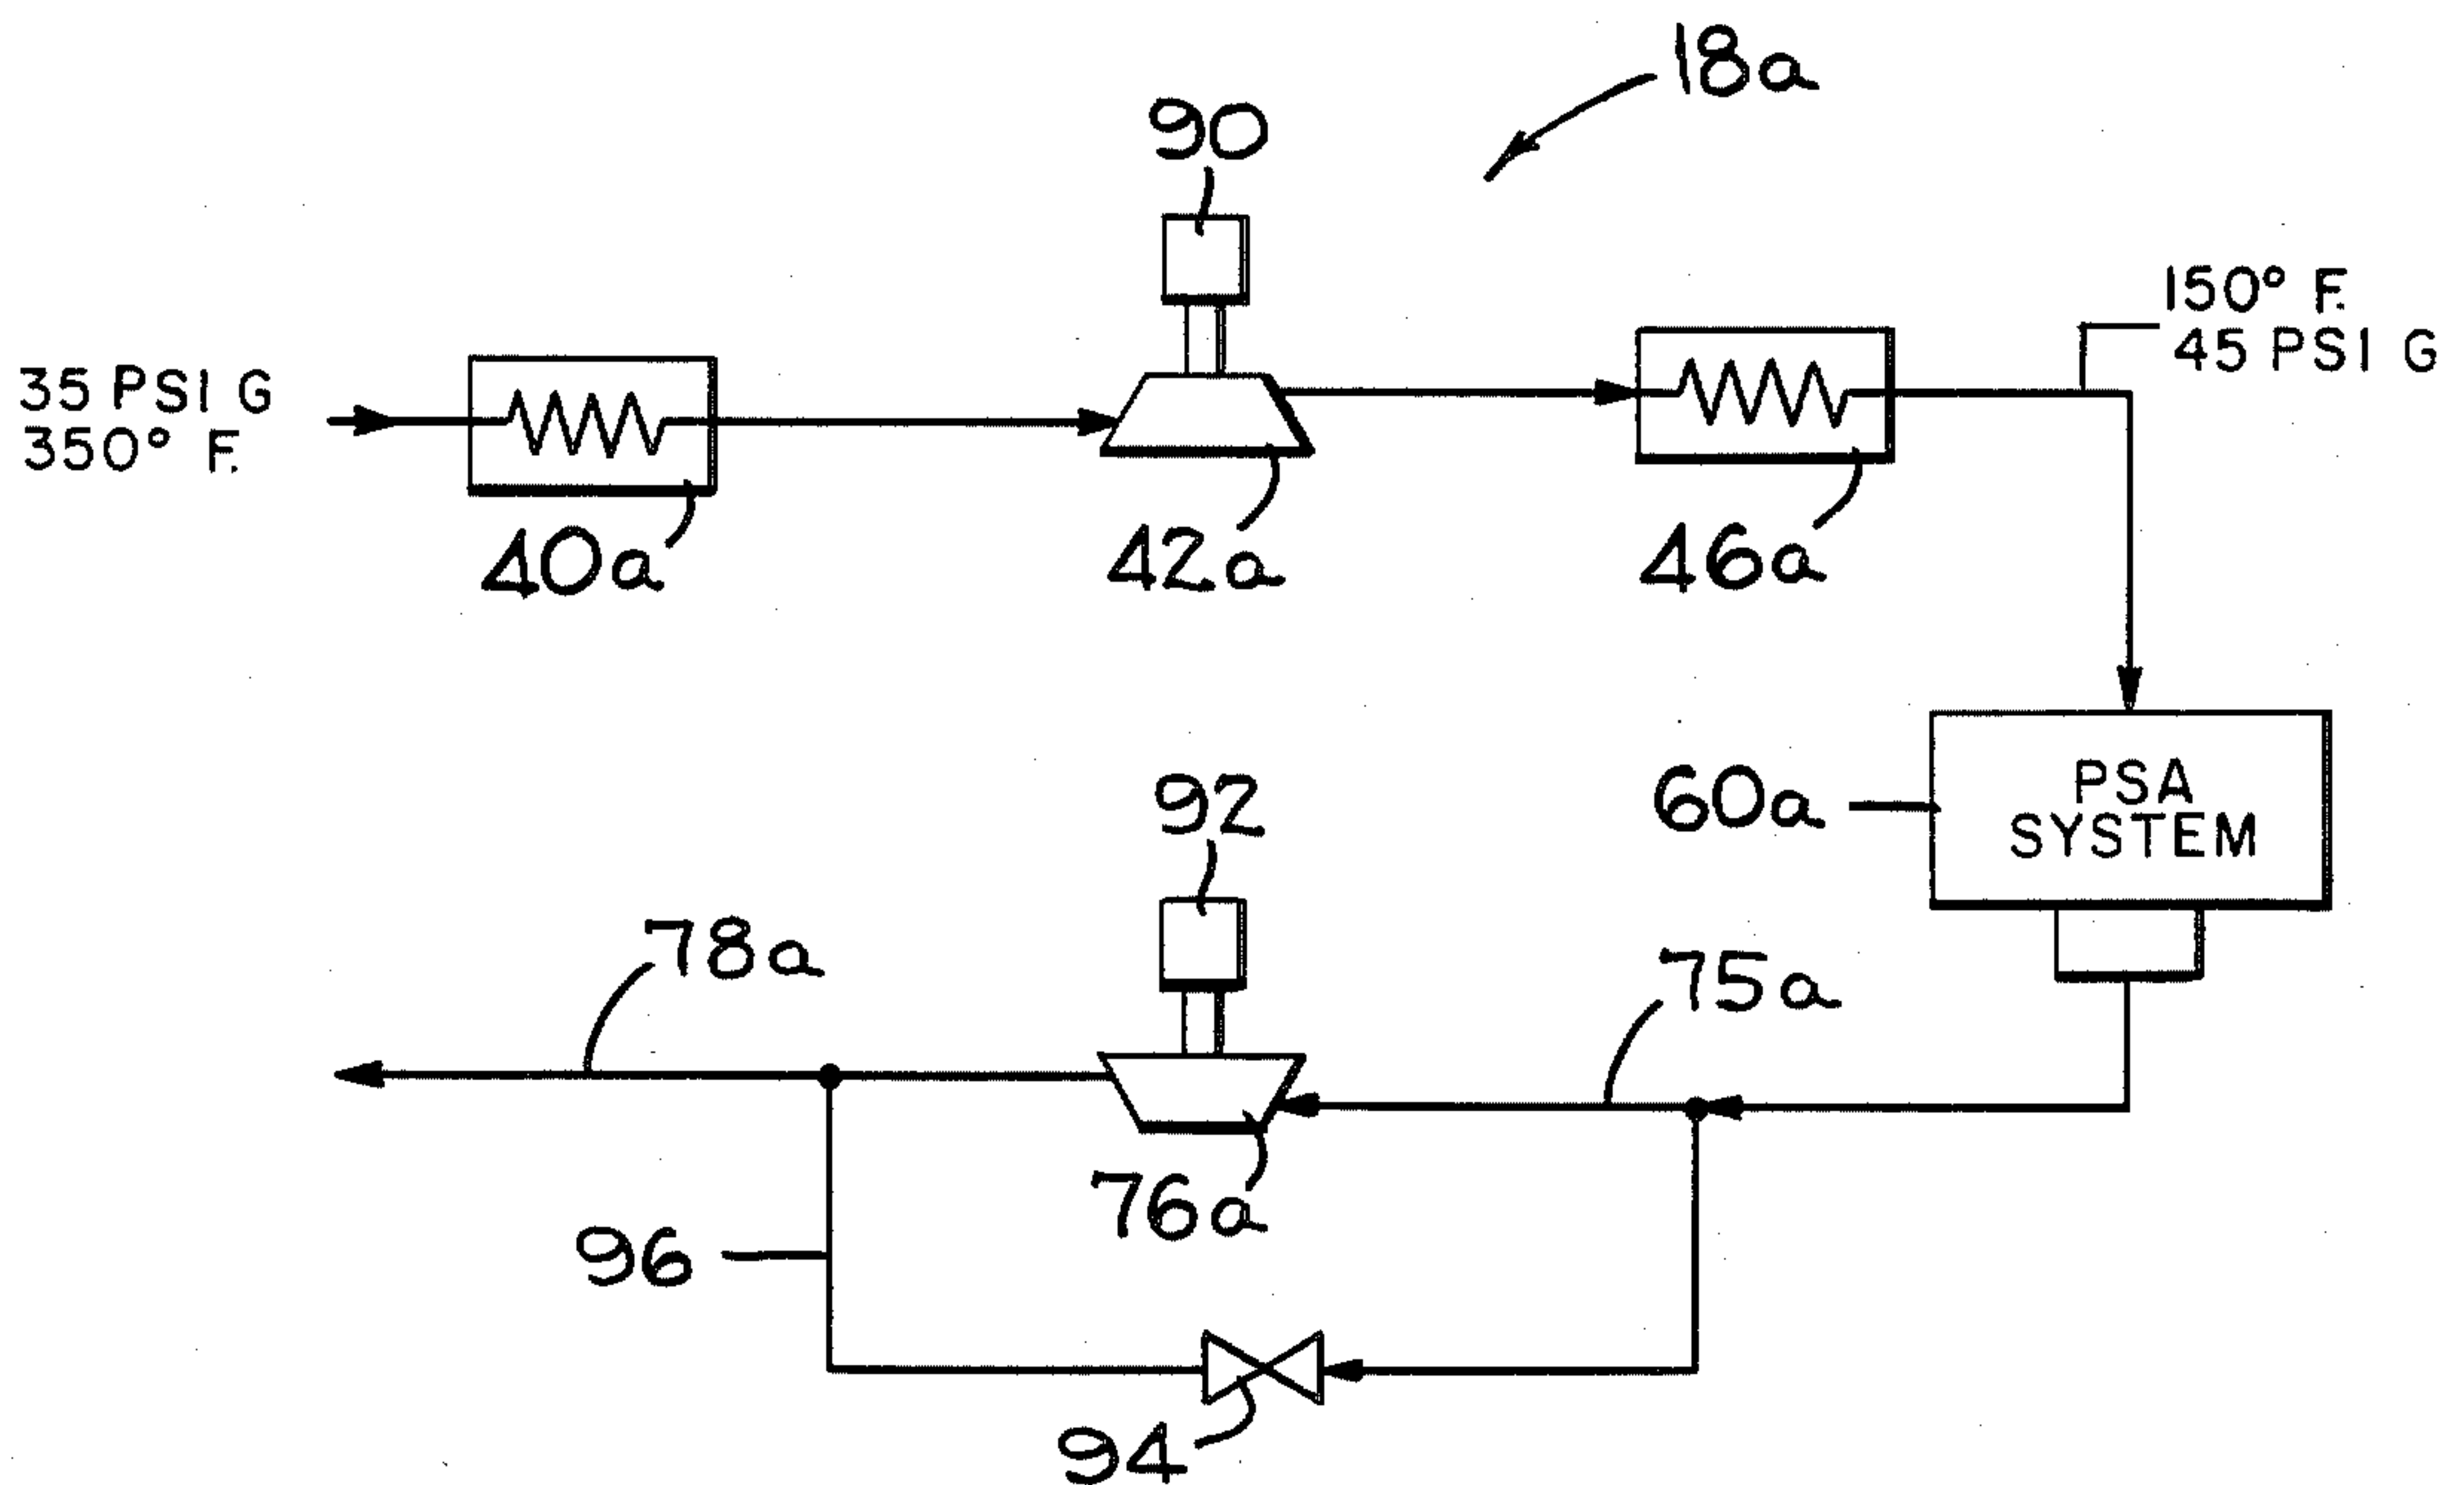 18a
90
150° F.
45 PSI G
35 PSI G
350° F.
40a
42a
46a
60a
PSA
SYSTEM
92
78a
75a
76a
96
94